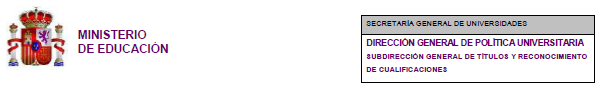 MINISTERIO
DE EDUCACIÓN
SECRETARÍA GENERAL DE UNIVERSIDADES
DIRECCIÓN GENERAL DE POLÍTICA UNIVERSITARIA
SUBDIRECCIÓN GENERAL DE TÍTULOS Y RECONOCIMIENTO
DE CUALIFICACIONES